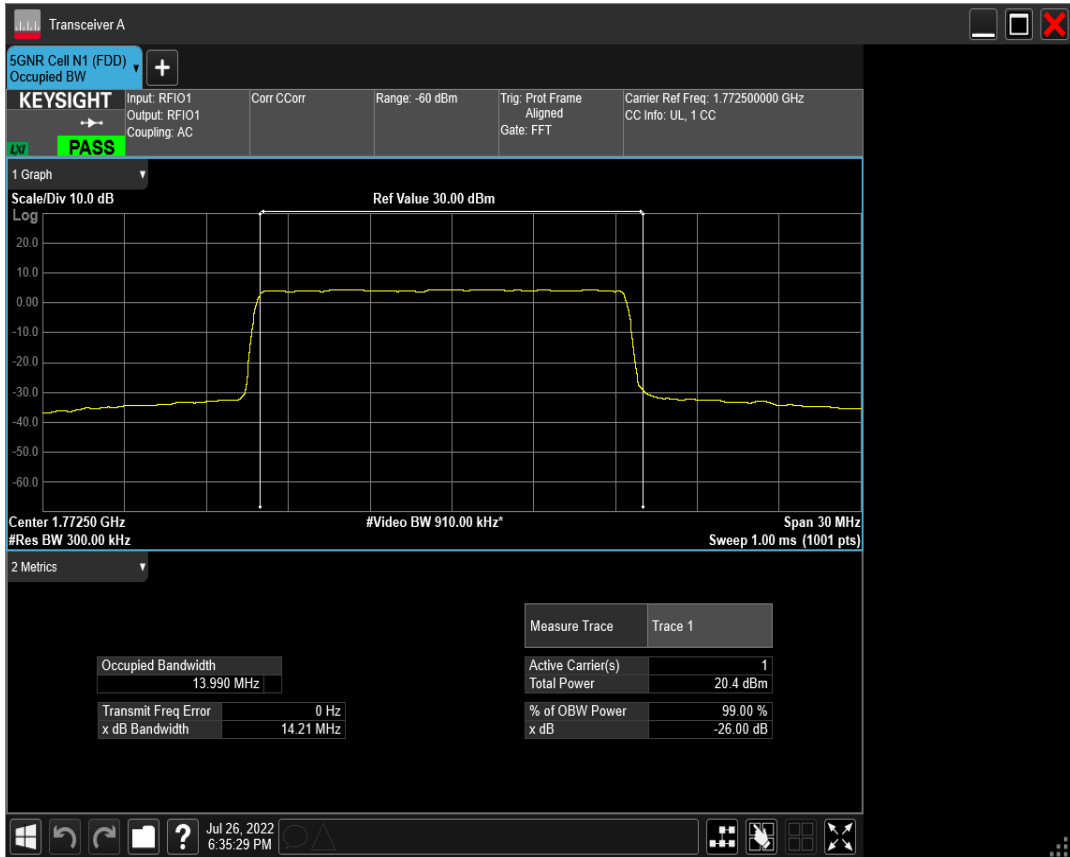 Transceiver A
5GNR Cell N1 (FDD)
Occupied BW
+
KEYSIGHT
LXI
PASS
Input: RFIO1
Output: RFIO1
Coupling: AC
Corr CCorr
Range: -60 dBm
Trig: Prot Frame
Aligned
Gate: FFT
Carrier Ref Freq: 1.772500000 GHz
CC Info: UL, 1 CC
1 Graph
Scale/Div 10.0 dB
Ref Value 30.00 dBm
Log
20.0
10.0
0.00
-10.0
-20.0
-30.0
-40.0
-50.0
-60.0
Center 1.77250 GHz
#Video BW 910.00 kHz*
Span 30 MHz
#Res BW 300.00 kHz
Sweep 1.00 ms (1001 pts)
2 Metrics
Measure Trace Trace 1
Occupied Bandwidth
13.990 MHz
Active Carrier(s) 1
Total Power 20.4 dBm
Transmit Freq Error 0 Hz
x dB Bandwidth 14.21 MHz
% of OBW Power 99.00 %
x dB -26.00 dB
?
Jul 26, 2022
6:35:29 PM